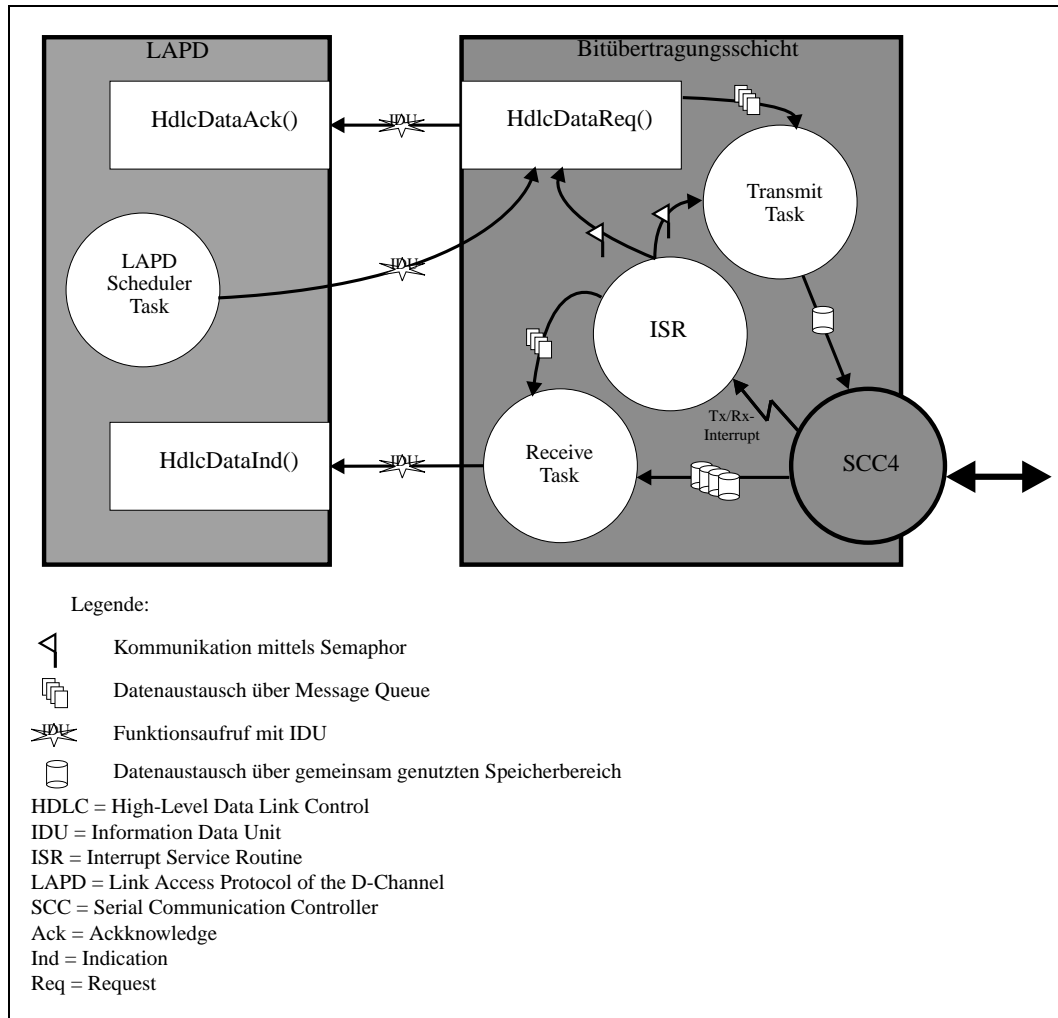 LAPD
Bitübertragungsschicht
HdlcDataAck()
IDU
HdlcDataReq()
Transmit
Task
LAPD
Scheduler
Task
IDU
ISR
Tx/Rx-
Interrupt
HdlcDataInd()
IDU
Receive
Task
SCC4
Legende:
Kommunikation mittels Semaphor
Datenaustausch über Message Queue
IDU Funktionsaufruf mit IDU
Datenaustausch über gemeinsam genutzten Speicherbereich
HDLC = High-Level Data Link Control
IDU = Information Data Unit
ISR = Interrupt Service Routine
LAPD = Link Access Protocol of the D-Channel
SCC = Serial Communication Controller
Ack = Ackknowledge
Ind = Indication
Req = Request